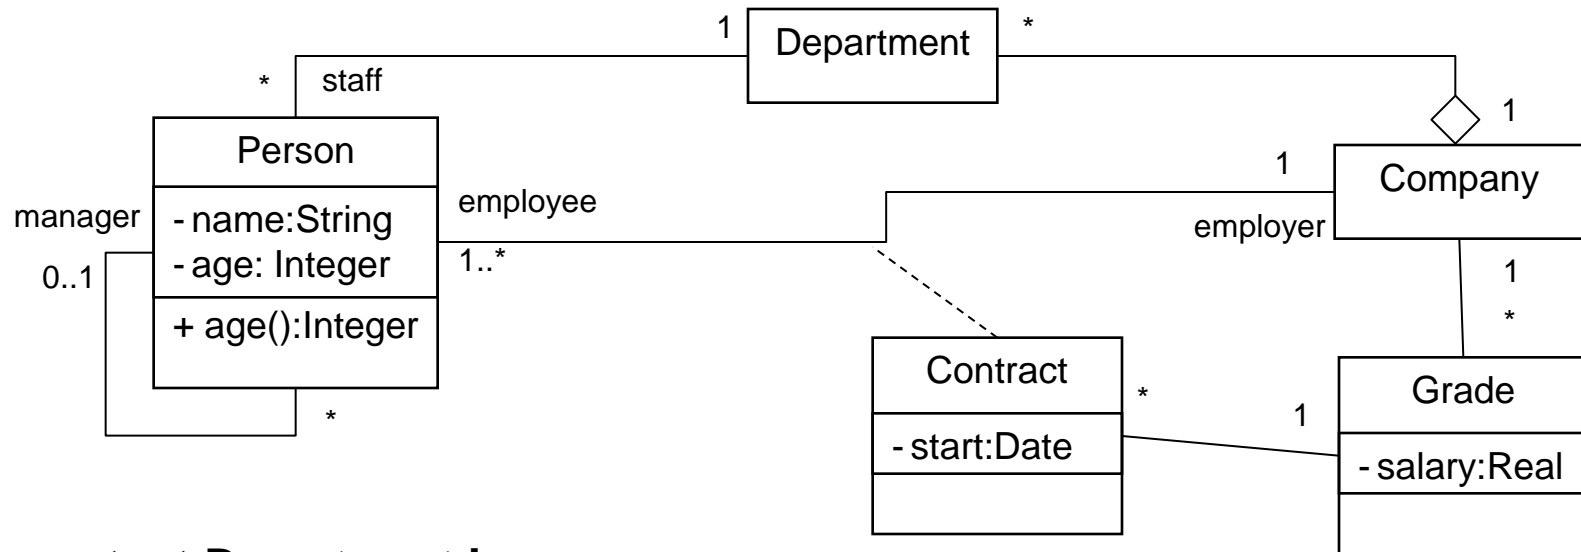 1
Department
*
* staff
1
Person
Company
1
employee
employer
manager
- name:String
- age: Integer
0..1
1..*
+ age():Integer
1
*
*
Contract
- start:Date
*
1
Grade
- salary:Real